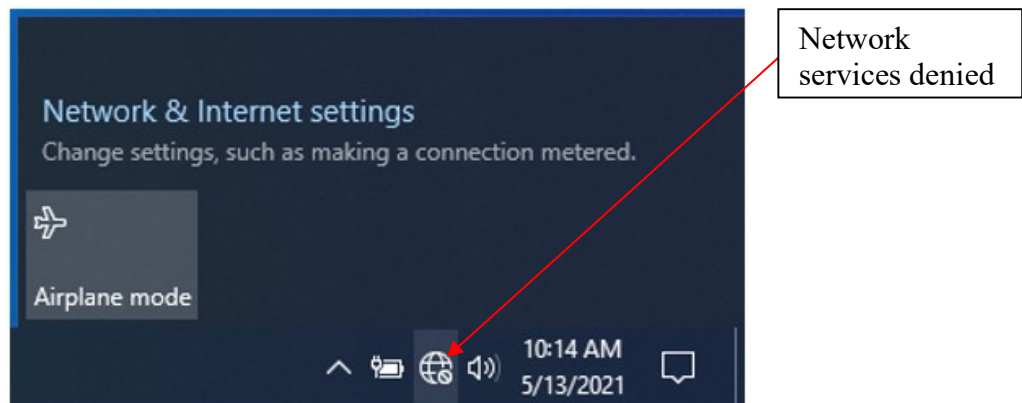 Network
services denied
Network & Internet settings
Change settings, such as making a connection metered.
Airplane mode
10:14 AM
5/13/2021